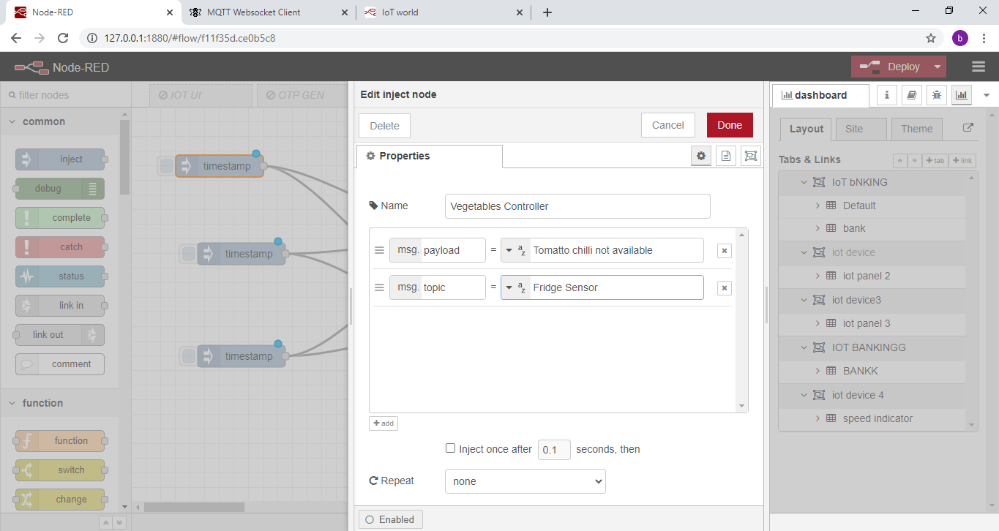 Node-RED
MQTT Websocket Client
IoT world
127.0.0.1:1880/#flow/f11f35d.ce0b5c8
b
Node-RED
Deploy
filter nodes
IOT UI
OTP GEN
Edit inject node
dashboard
i
Delete
Cancel
Done
common
Layout
Site
Theme
Properties
Tabs & Links
tab
link
inject
timestamp
IoT bNKING
debug
Name
Vegetables Controller
Default
complete
bank
catch
timestamp
msg. payload
=
az
Tomatto chilli not available
iot device
status
msg. topic
=
az
Fridge Sensor
iot panel 2
link in
iot device3
link out
iot panel 3
timestamp
IOT BANKINGG
comment
BANKK
function
iot device 4
add
speed indicator
function
Inject once after 0.1 seconds, then
switch
Repeat
none
change
Enabled